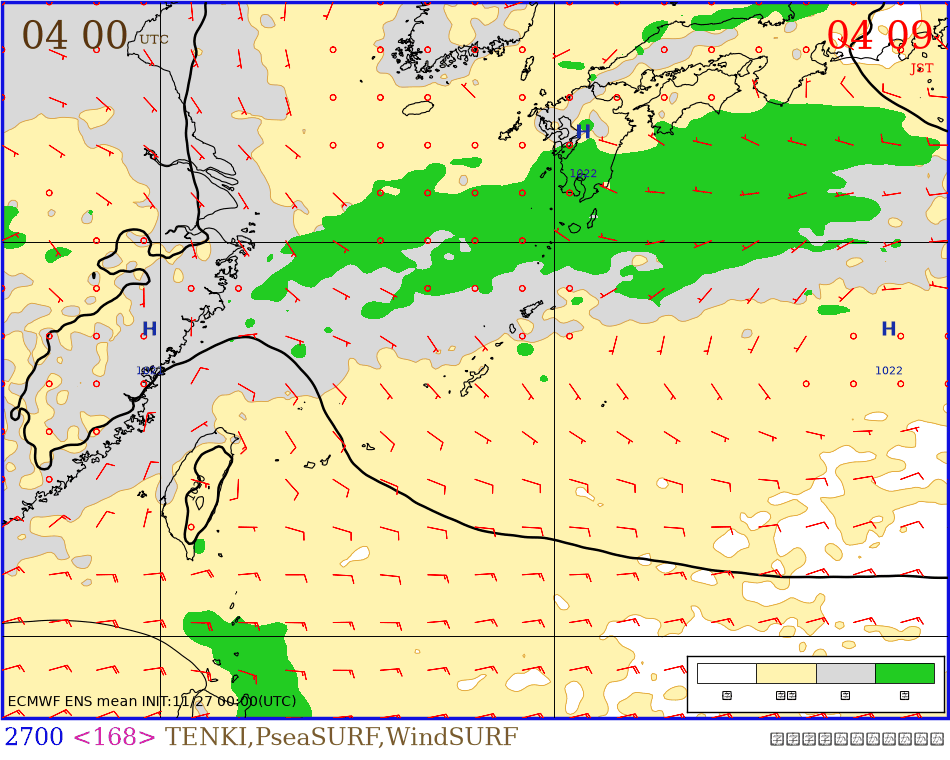 04 00 UTC
04 09 JST
H
1022
H
H
1022
ECMWF ENS mean INIT:11/27 00:00(UTC)
2700 <168> TENKI,PseaSURF,WindSURF